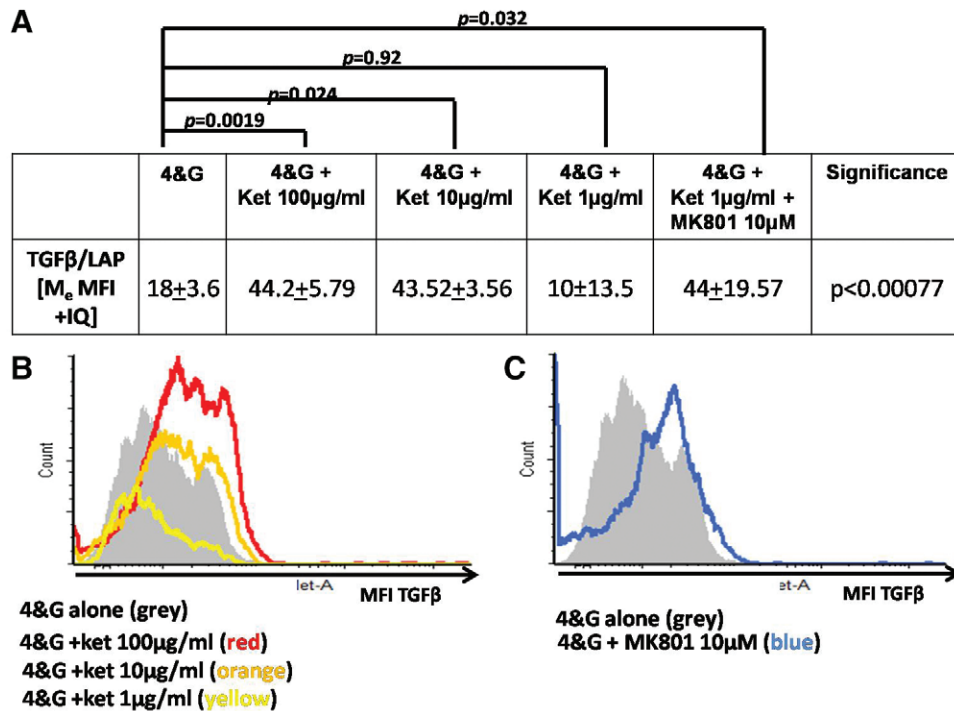 A
p=0.032
p=0.92
p=0.024
p=0.0019
4&G
4&G +
Ket 100µg/ml
4&G +
Ket 10µg/ml
4&G +
Ket 1µg/ml
4&G +
Ket 1µg/ml +
MK801 10µM
Significance
TGFβ/LAP
[Me MFI
+IQ]
18±3.6
44.2±5.79
43.52±3.56
10±13.5
44±19.57
p<0.00077
B
Count
let-A
MFI TGFβ
4&G alone (grey)
4&G +ket 100µg/ml (red)
4&G +ket 10µg/ml (orange)
4&G +ket 1µg/ml (yellow)
C
Count
et-A
MFI TGFβ
4&G alone (grey)
4&G + MK801 10µM (blue)